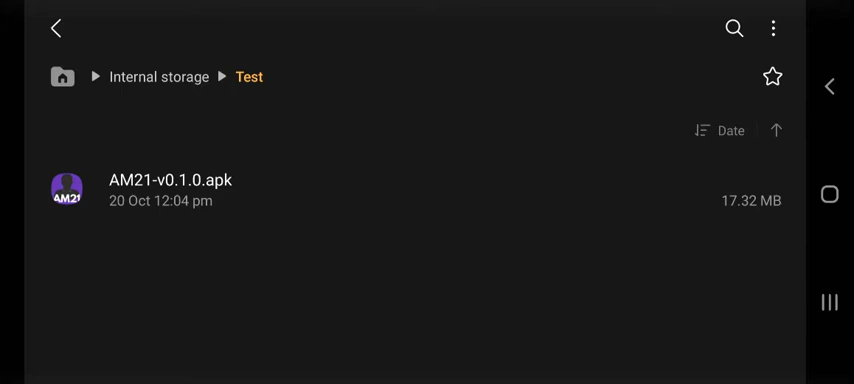 Internal storage Test
Date
AM21
AM21-v0.1.0.apk
20 Oct 12:04 pm
17.32 MB